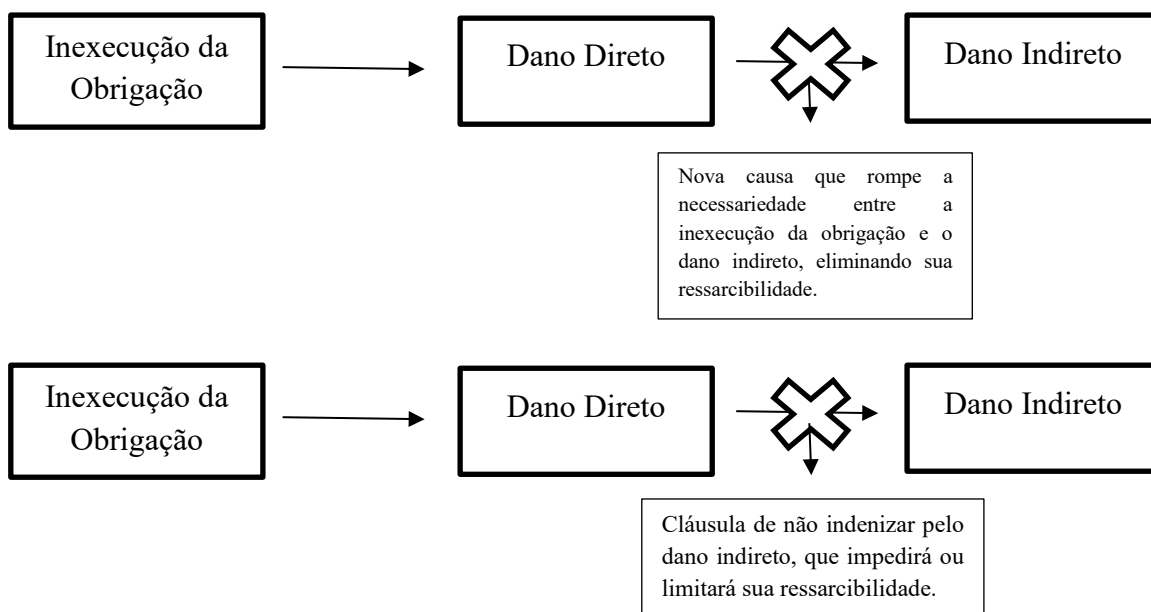 Inexecução da
Obrigação
Dano Direto
Dano Indireto
Nova causa que rompe a
necessariedade entre a
inexecução da obrigação e o
dano indireto, eliminando sua
ressarcibilidade.
Inexecução da
Obrigação
Dano Direto
Dano Indireto
Cláusula de não indenizar pelo
dano indireto, que impedirá ou
limitará sua ressarcibilidade.